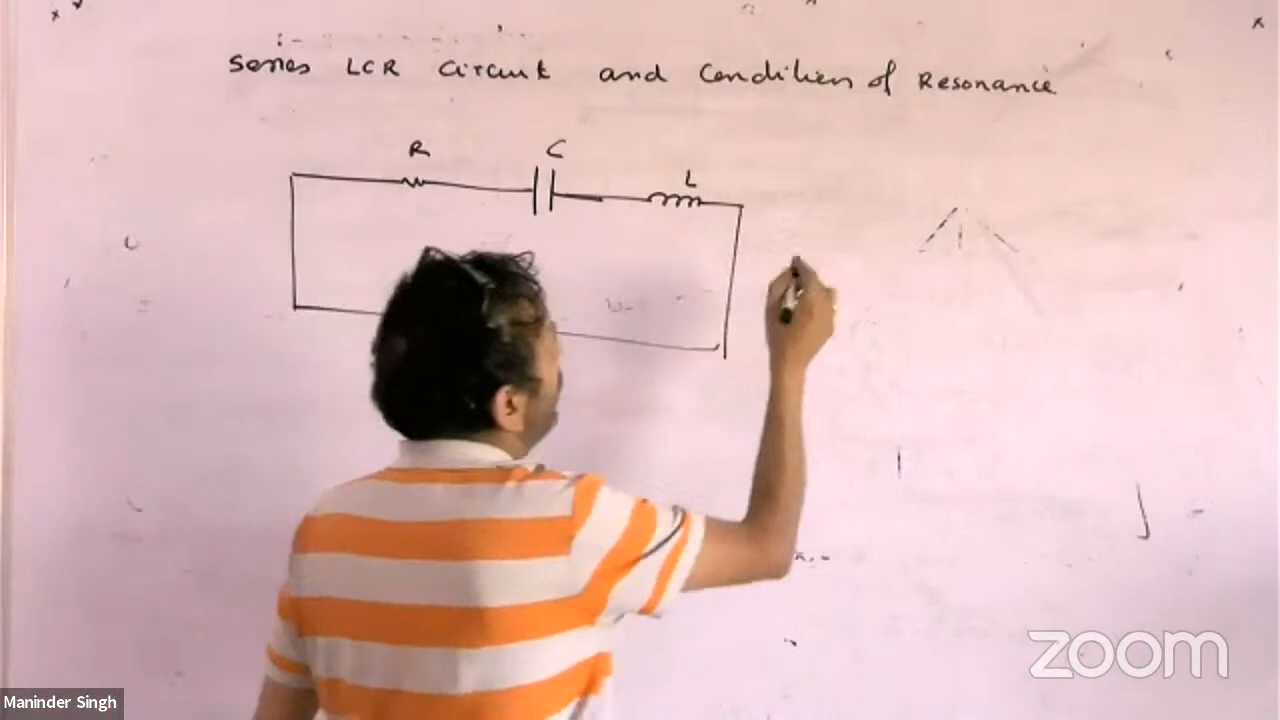 Series LCR Circuit and Condition of Resonance
R C L
zoom
Maninder Singh